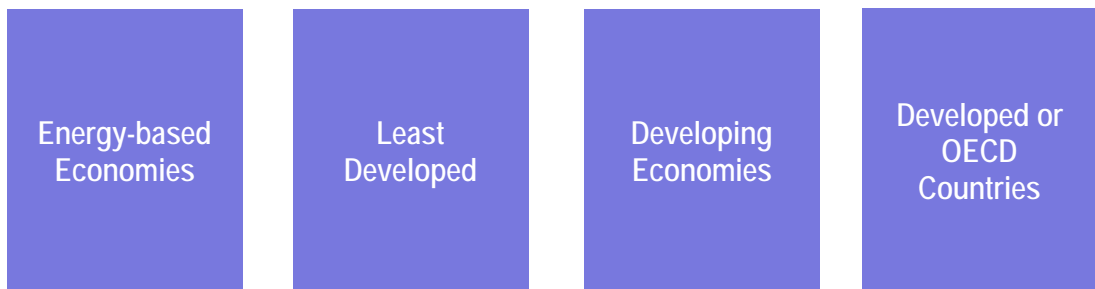 Energy-based
Economies
Least
Developed
Developing
Economies
Developed or
OECD
Countries